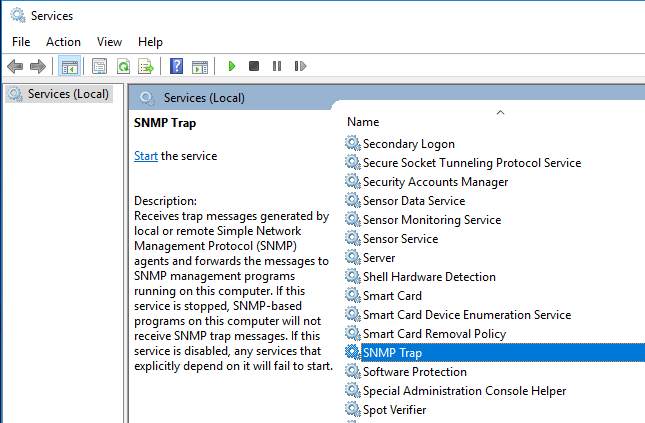 Services
File Action View Help
Services (Local)
Services (Local)
SNMP Trap
Start the service
Description:
Receives trap messages generated by
local or remote Simple Network
Management Protocol (SNMP)
agents and forwards the messages to
SNMP management programs
running on this computer. If this
service is stopped, SNMP-based
programs on this computer will not
receive SNMP trap messages. If this
service is disabled, any services that
explicitly depend on it will fail to start.
Name
Secondary Logon
Secure Socket Tunneling Protocol Service
Security Accounts Manager
Sensor Data Service
Sensor Monitoring Service
Sensor Service
Server
Shell Hardware Detection
Smart Card
Smart Card Device Enumeration Service
Smart Card Removal Policy
SNMP Trap
Software Protection
Special Administration Console Helper
Spot Verifier